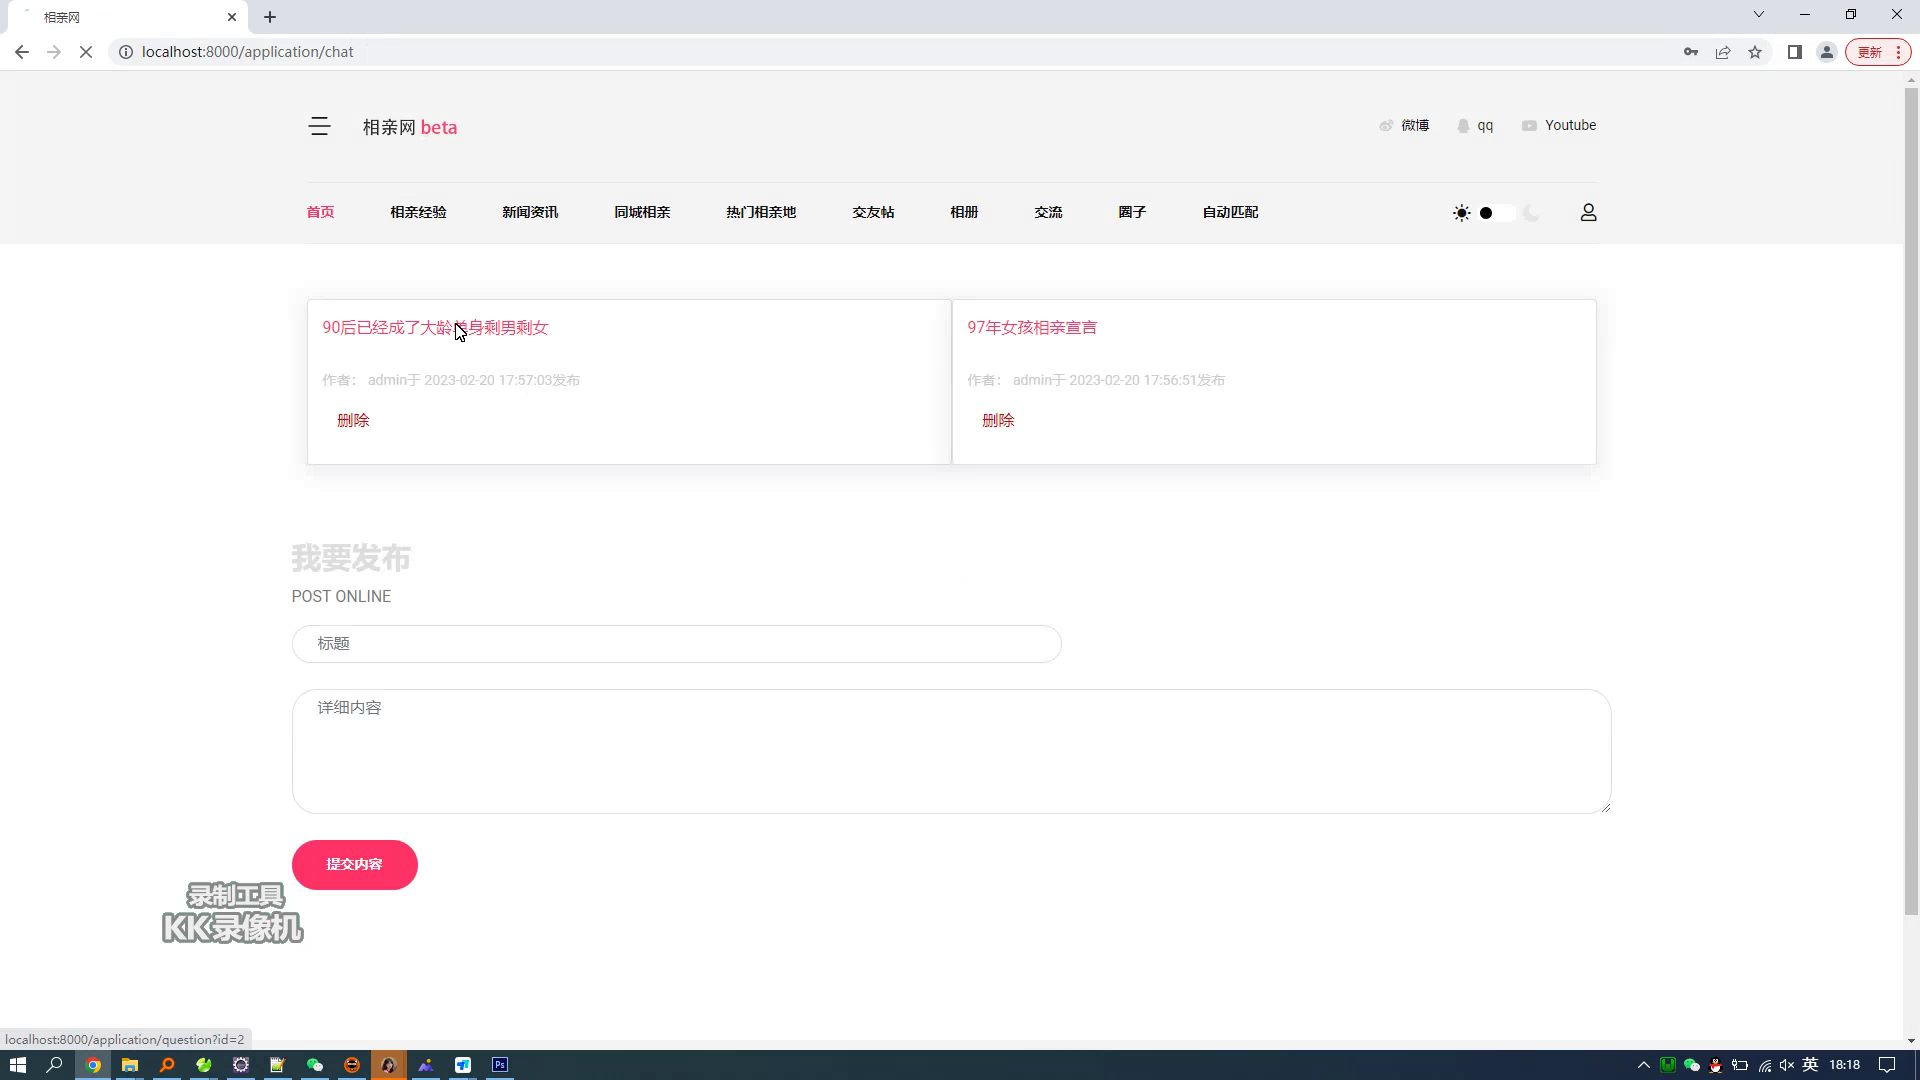 相亲网
localhost:8000/application/chat
更新
相亲网 beta
微博
qq
Youtube
首页
相亲经验
新闻资讯
同城相亲
热门相亲地
交友帖
相册
交流
圈子
自动匹配
90后已经成了大龄单身剩男剩女
作者： admin于 2023-02-20 17:57:03发布
删除
97年女孩相亲宣言
作者： admin于 2023-02-20 17:56:51发布
删除
我要发布
POST ONLINE
标题
详细内容
提交内容
录制工具
KK录像机
localhost:8000/application/question?id=2
Ps
英
18:18